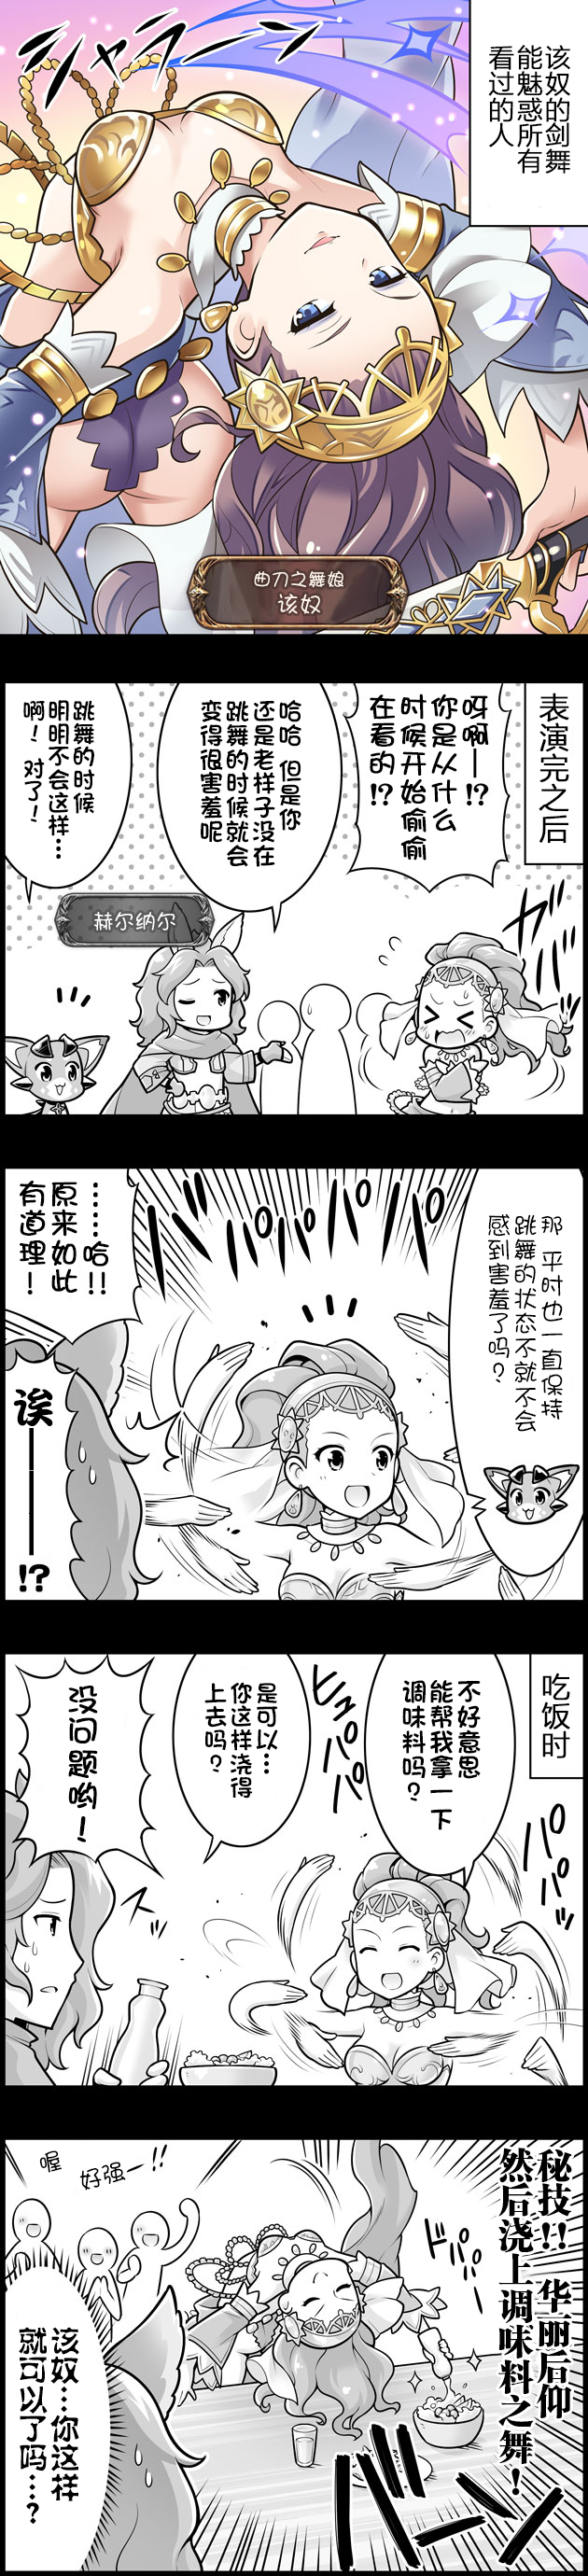 该奴的剑舞
能魅惑所有
看过的人
シャラーン
曲刀之舞娘
该奴
表演完之后
呀啊—!?
你是从什么
时候开始偷偷
在看的!?
哈哈 但是你
还是老样子没在
跳舞的时候就会
变得很害羞呢
跳舞的时候
明明不会这样…
啊！对了！
赫尔纳尔
那 平时也一直保持
跳舞的状态不就不会
感到害羞了吗？
……哈!!
原来如此
有道理！
パパパパパ
诶——!?
吃饭时
不好意思
能帮我拿一下
调味料吗？
ヒュパパパ
是可以…
你这样浇得
上去吗？
没问题哟！
パパパッ
スッ
秘技!! 华丽后仰
然后浇上调味料之舞！
喔
好强—!!
ドバババ
该奴…你这样
就可以了吗…？
バーン